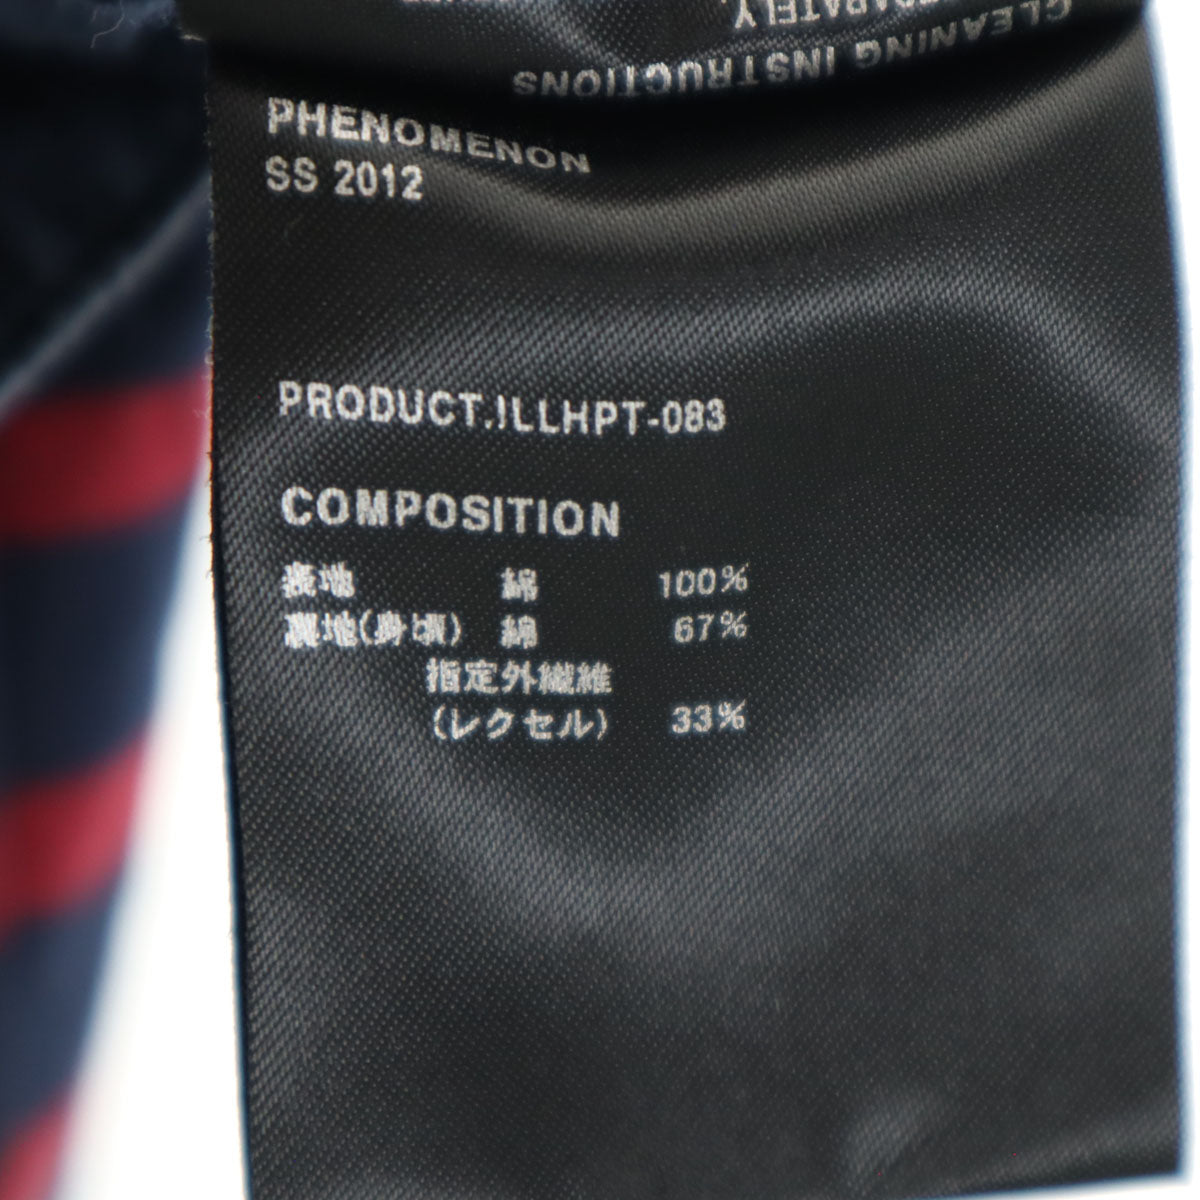 SEPARATELY.
CLEANING INSTRUCTIONS
PHENOMENON
SS 2012
PRODUCT.ILLHPT-083
COMPOSITION
表地 綿 100%
裏地(身頃) 綿 67%
指定外繊維
(レクセル) 33%